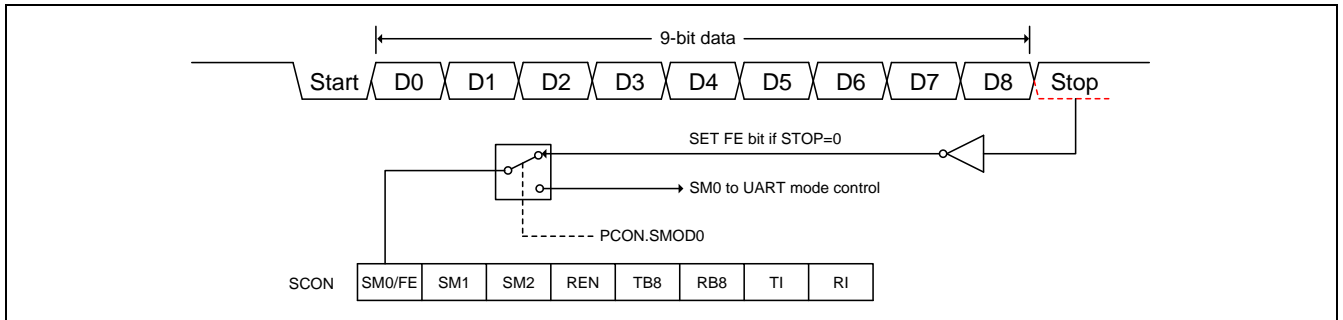 9-bit data
Start D0 D1 D2 D3 D4 D5 D6 D7 D8 Stop
SET FE bit if STOP=0
SM0 to UART mode control
PCON.SMOD0
SCON SM0/FE SM1 SM2 REN TB8 RB8 TI RI